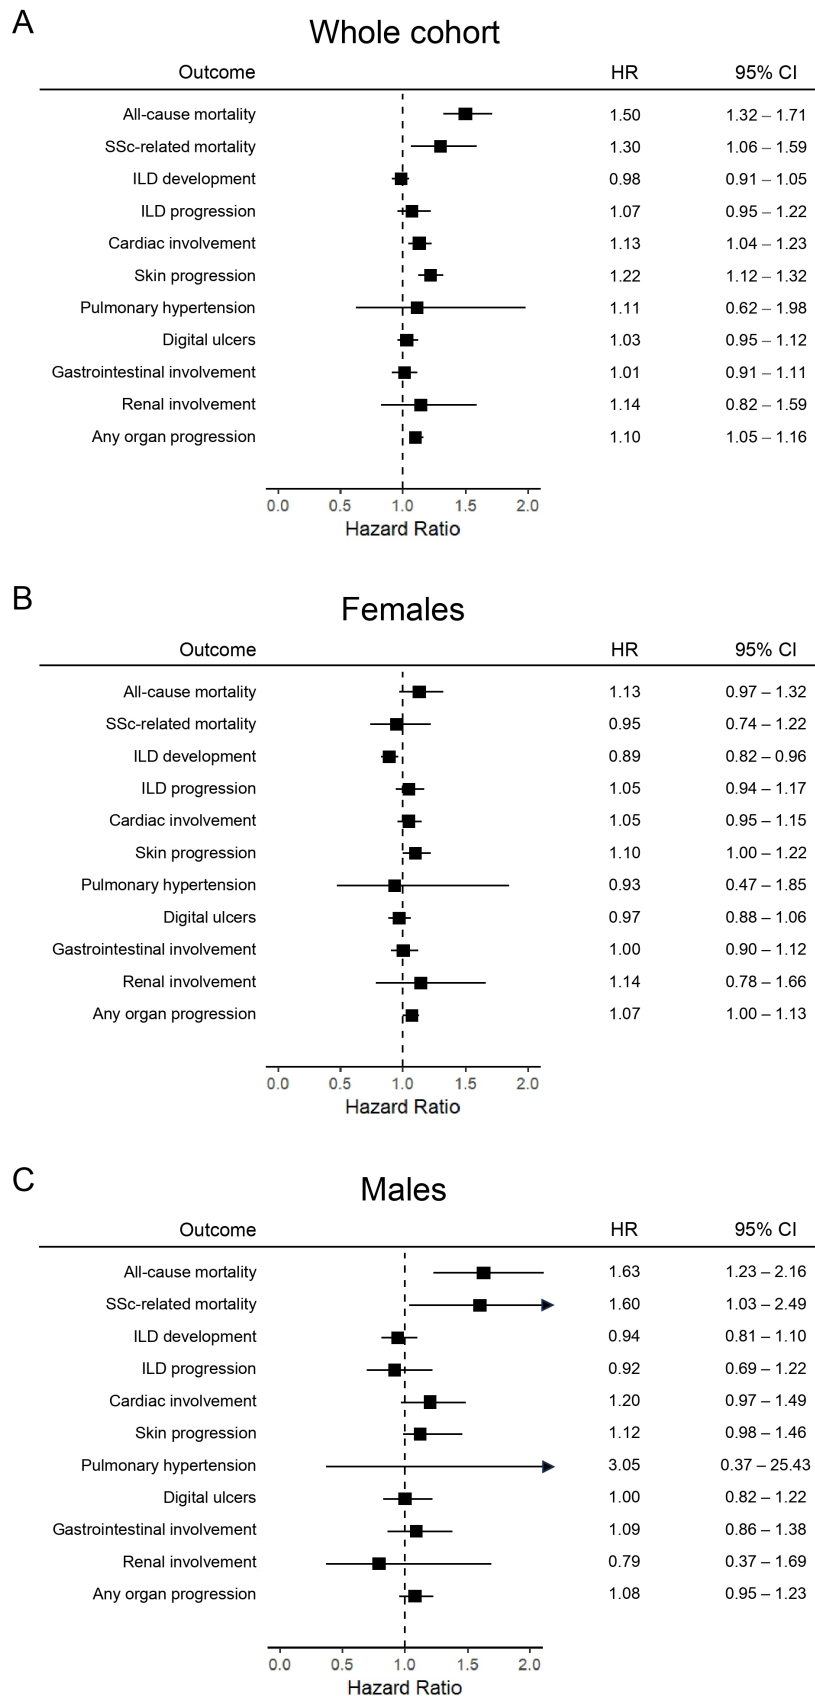 A
Whole cohort
Outcome HR 95% CI
All-cause mortality 1.50 1.32 – 1.71
SSc-related mortality 1.30 1.06 – 1.59
ILD development 0.98 0.91 – 1.05
ILD progression 1.07 0.95 – 1.22
Cardiac involvement 1.13 1.04 – 1.23
Skin progression 1.22 1.12 – 1.32
Pulmonary hypertension 1.11 0.62 – 1.98
Digital ulcers 1.03 0.95 – 1.12
Gastrointestinal involvement 1.01 0.91 – 1.11
Renal involvement 1.14 0.82 – 1.59
Any organ progression 1.10 1.05 – 1.16
0.0 0.5 1.0 1.5 2.0
Hazard Ratio
B
Females
Outcome HR 95% CI
All-cause mortality 1.13 0.97 – 1.32
SSc-related mortality 0.95 0.74 – 1.22
ILD development 0.89 0.82 – 0.96
ILD progression 1.05 0.94 – 1.17
Cardiac involvement 1.05 0.95 – 1.15
Skin progression 1.10 1.00 – 1.22
Pulmonary hypertension 0.93 0.47 – 1.85
Digital ulcers 0.97 0.88 – 1.06
Gastrointestinal involvement 1.00 0.90 – 1.12
Renal involvement 1.14 0.78 – 1.66
Any organ progression 1.07 1.00 – 1.13
0.0 0.5 1.0 1.5 2.0
Hazard Ratio
C
Males
Outcome HR 95% CI
All-cause mortality 1.63 1.23 – 2.16
SSc-related mortality 1.60 1.03 – 2.49
ILD development 0.94 0.81 – 1.10
ILD progression 0.92 0.69 – 1.22
Cardiac involvement 1.20 0.97 – 1.49
Skin progression 1.12 0.98 – 1.46
Pulmonary hypertension 3.05 0.37 – 25.43
Digital ulcers 1.00 0.82 – 1.22
Gastrointestinal involvement 1.09 0.86 – 1.38
Renal involvement 0.79 0.37 – 1.69
Any organ progression 1.08 0.95 – 1.23
0.0 0.5 1.0 1.5 2.0
Hazard Ratio